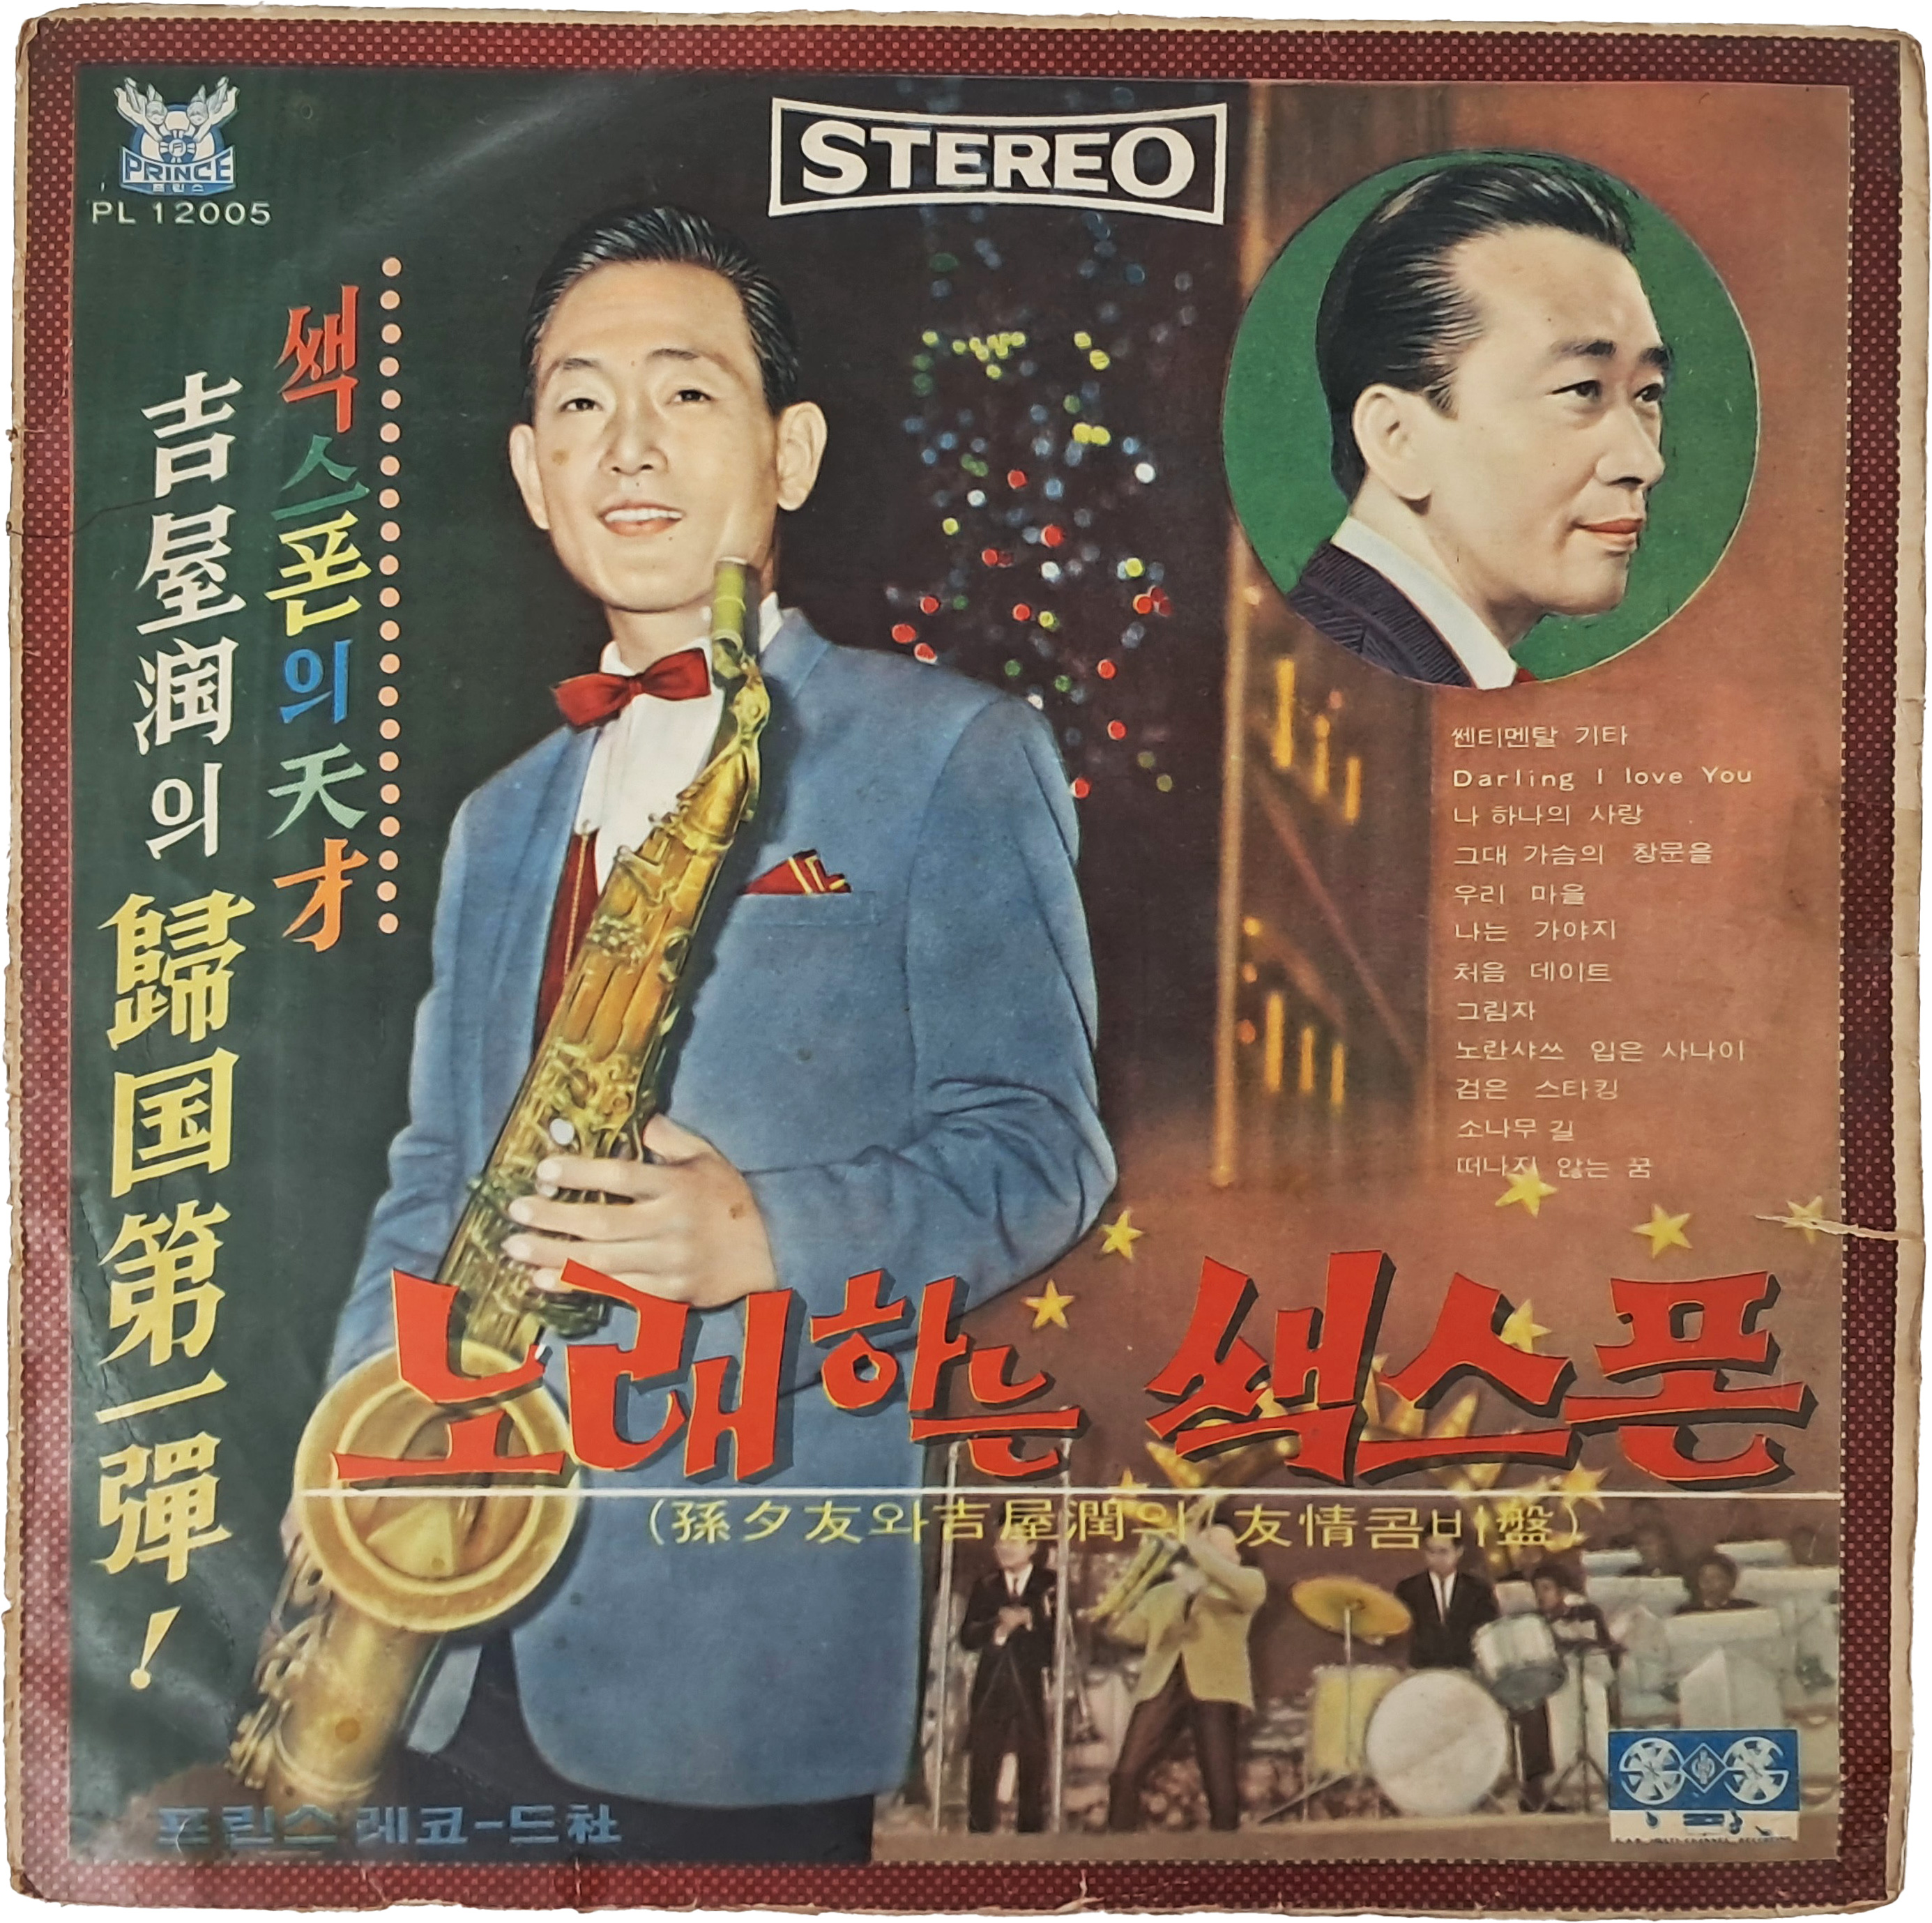 PRINCE
프린스
PL 12005
STEREO
쌕스폰의 天才
吉屋润의 歸国第一彈!
쎈티멘탈 기타
Darling I love You
나 하나의 사랑
그대 가슴의 창문을
우리 마을
나는 가야지
처음 데이트
그림자
노란샤쓰 입은 사나이
검은 스타킹
소나무 길
떠나지 않는 꿈
노래하는 쌕스폰
(孫夕友와 吉屋潤의 友情콤비盤)
프린스레코-드社